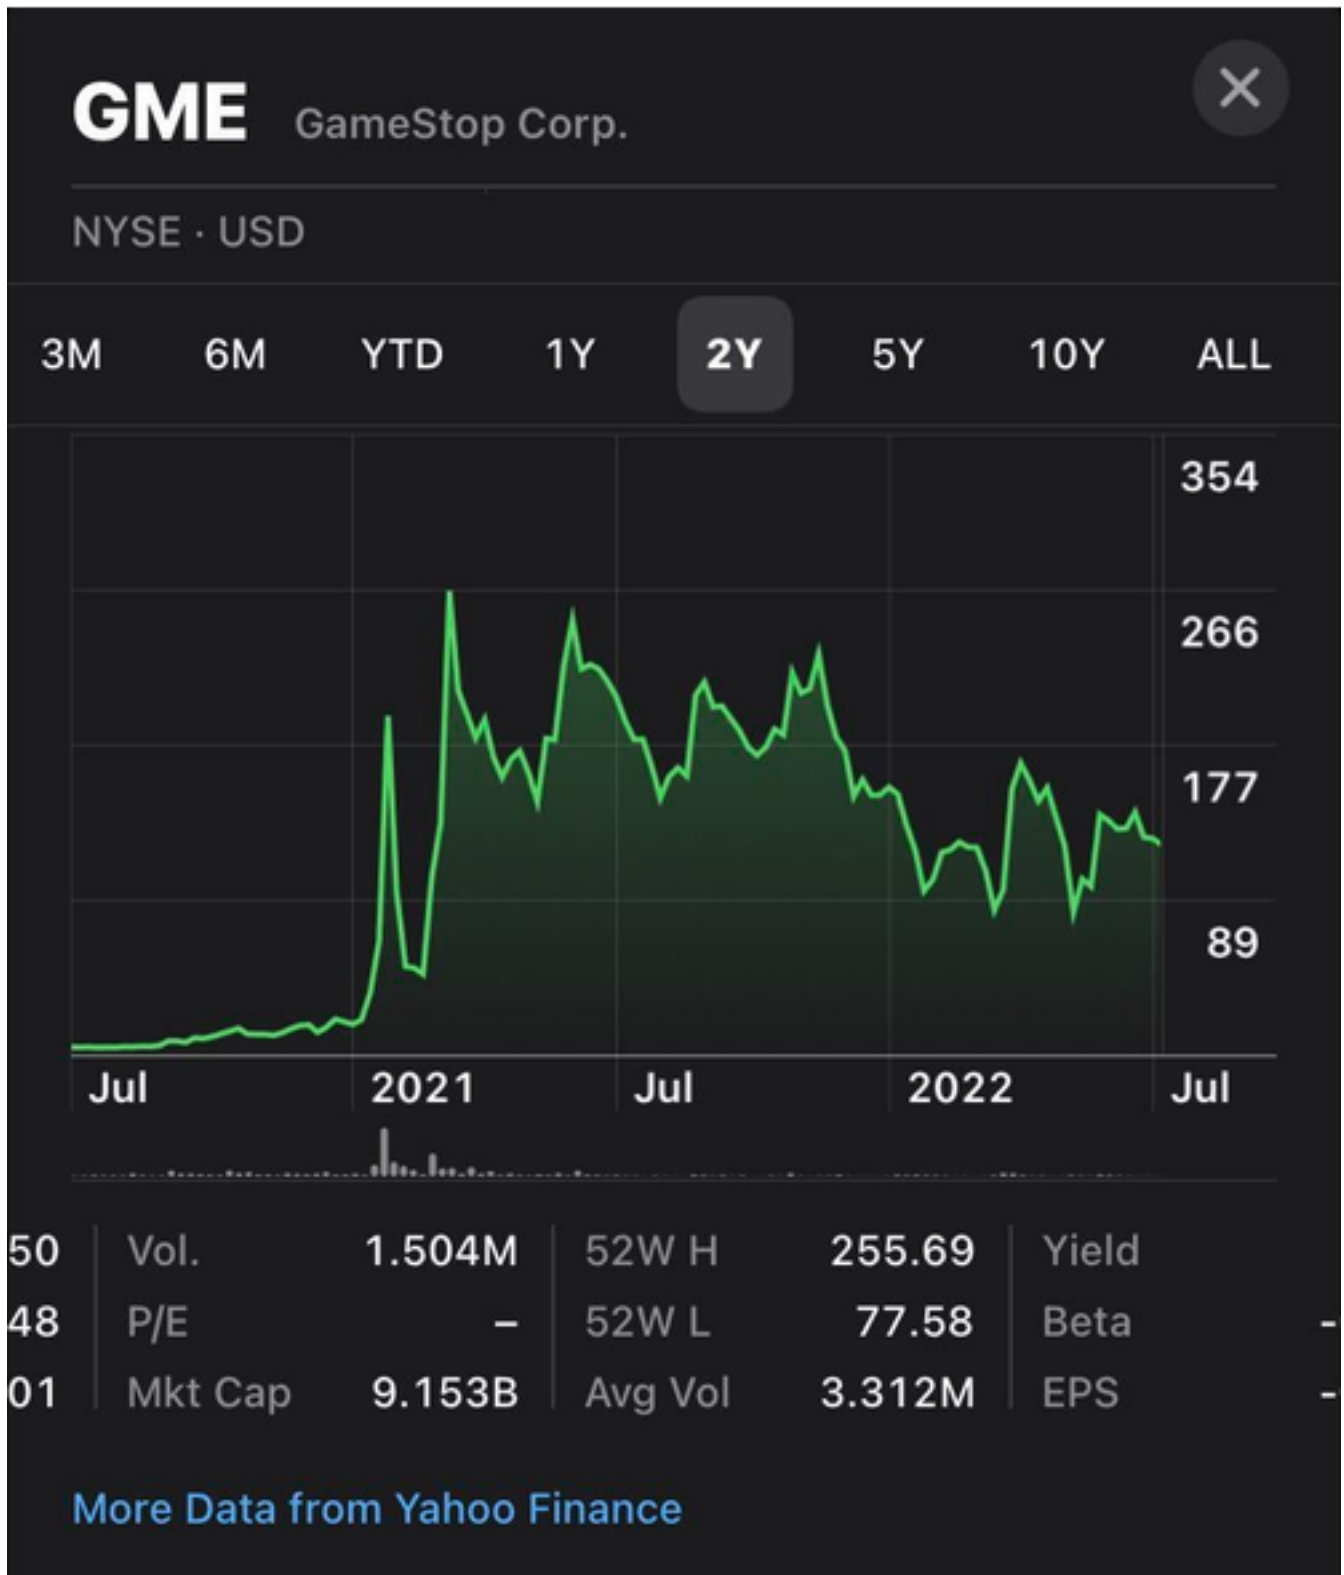 GME GameStop Corp.
NYSE · USD
3M 6M YTD 1Y 2Y 5Y 10Y ALL
354
266
177
89
Jul 2021 Jul 2022 Jul
50 Vol. 1.504M 52W H 255.69 Yield
48 P/E – 52W L 77.58 Beta -
01 Mkt Cap 9.153B Avg Vol 3.312M EPS -
More Data from Yahoo Finance